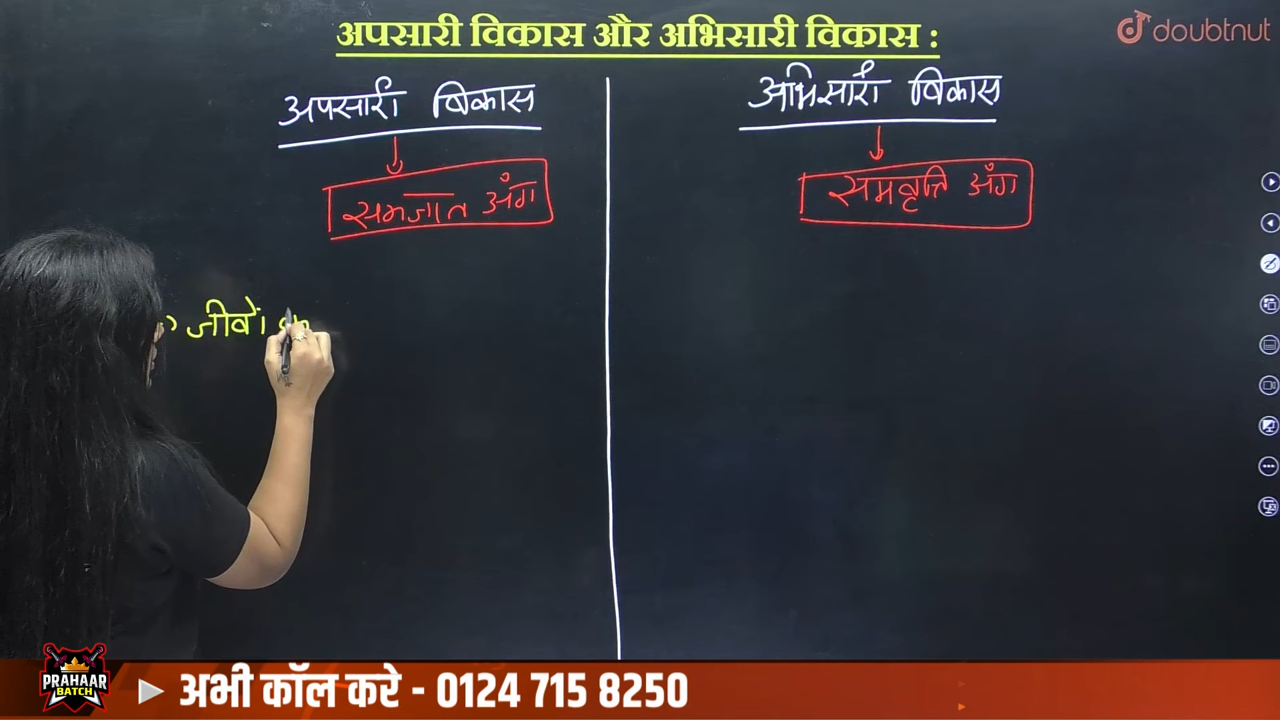 अपसारी विकास और अभिसारी विकास :
doubtnut
अपसारी विकास
अभिसारी विकास
समजात अंग
समवृत्ति अंग
जीवों
PRAHAAR
BATCH
अभी कॉल करे - 0124 715 8250